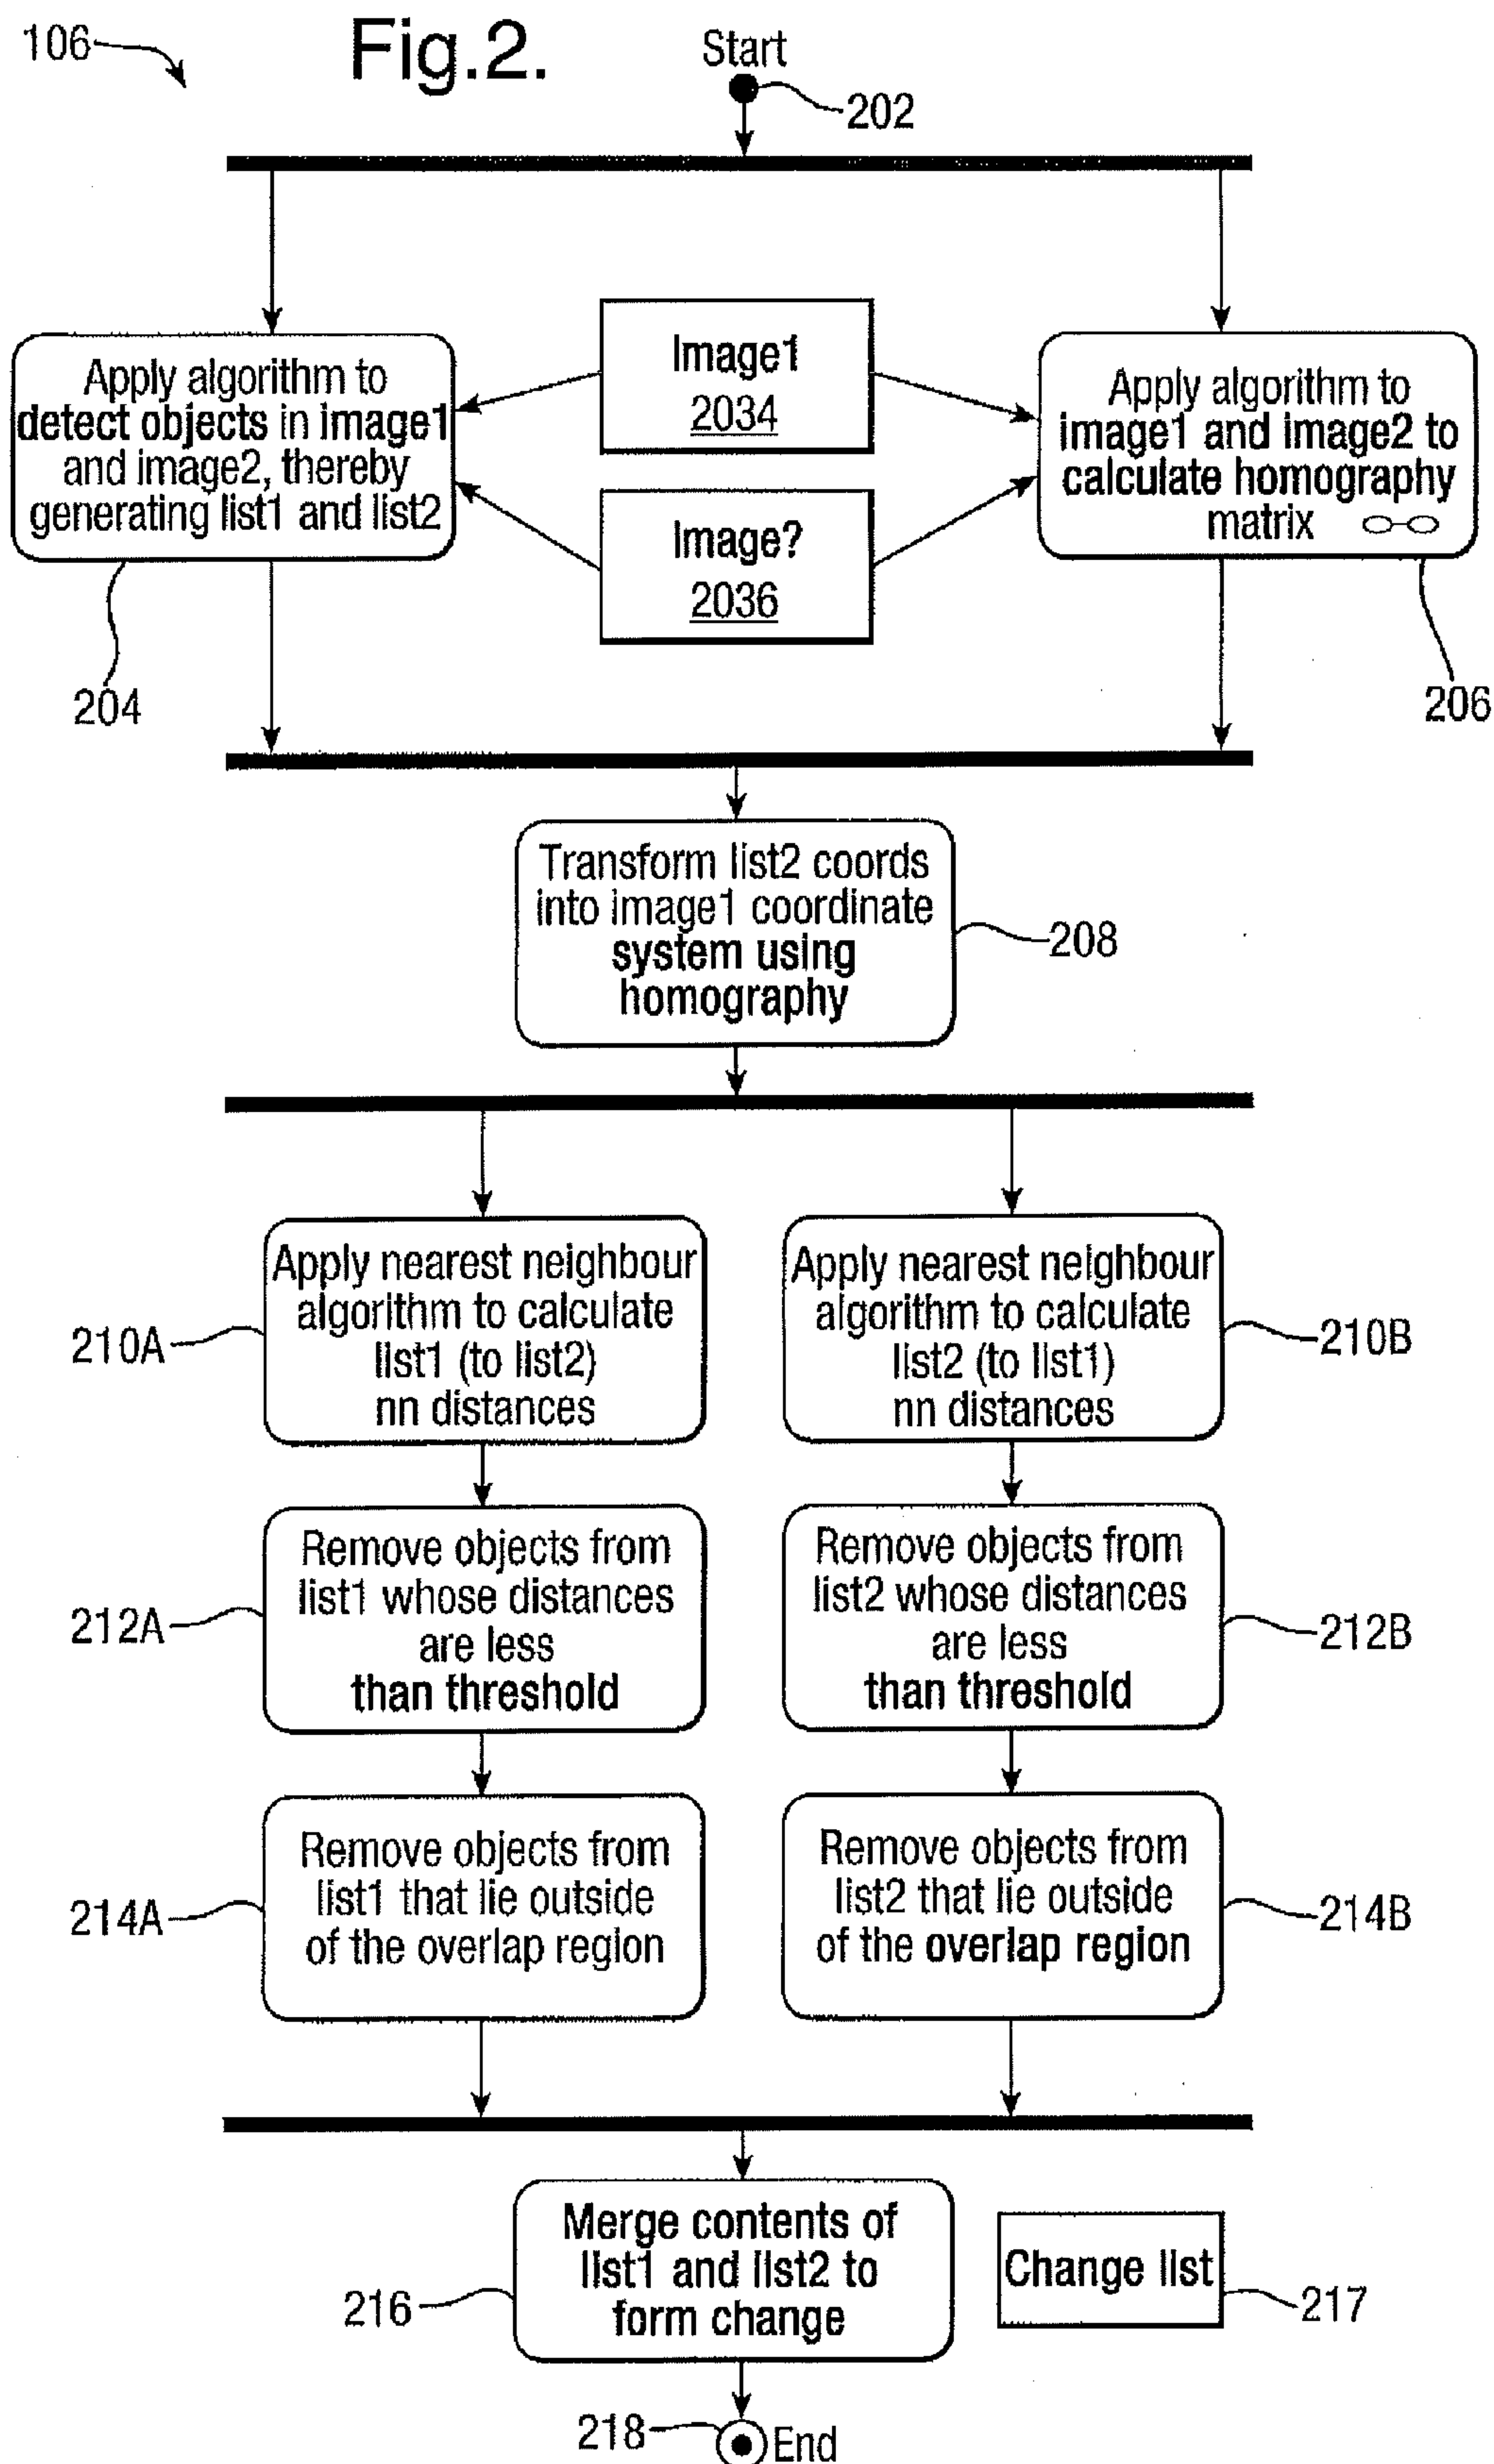 106
Fig.2.
Start
202
Apply algorithm to
detect objects in image1
and image2, thereby
generating list1 and list2
204
Image1
2034
Image?
2036
Apply algorithm to
image1 and image2 to
calculate homography
matrix
206
Transform list2 coords
into image1 coordinate
system using
homography
208
Apply nearest neighbour
algorithm to calculate
list1 (to list2)
nn distances
210A
Apply nearest neighbour
algorithm to calculate
list2 (to list1)
nn distances
210B
Remove objects from
list1 whose distances
are less
than threshold
212A
Remove objects from
list2 whose distances
are less
than threshold
212B
Remove objects from
list1 that lie outside
of the overlap region
214A
Remove objects from
list2 that lie outside
of the overlap region
214B
Merge contents of
list1 and list2 to
form change
216
Change list
217
218
End